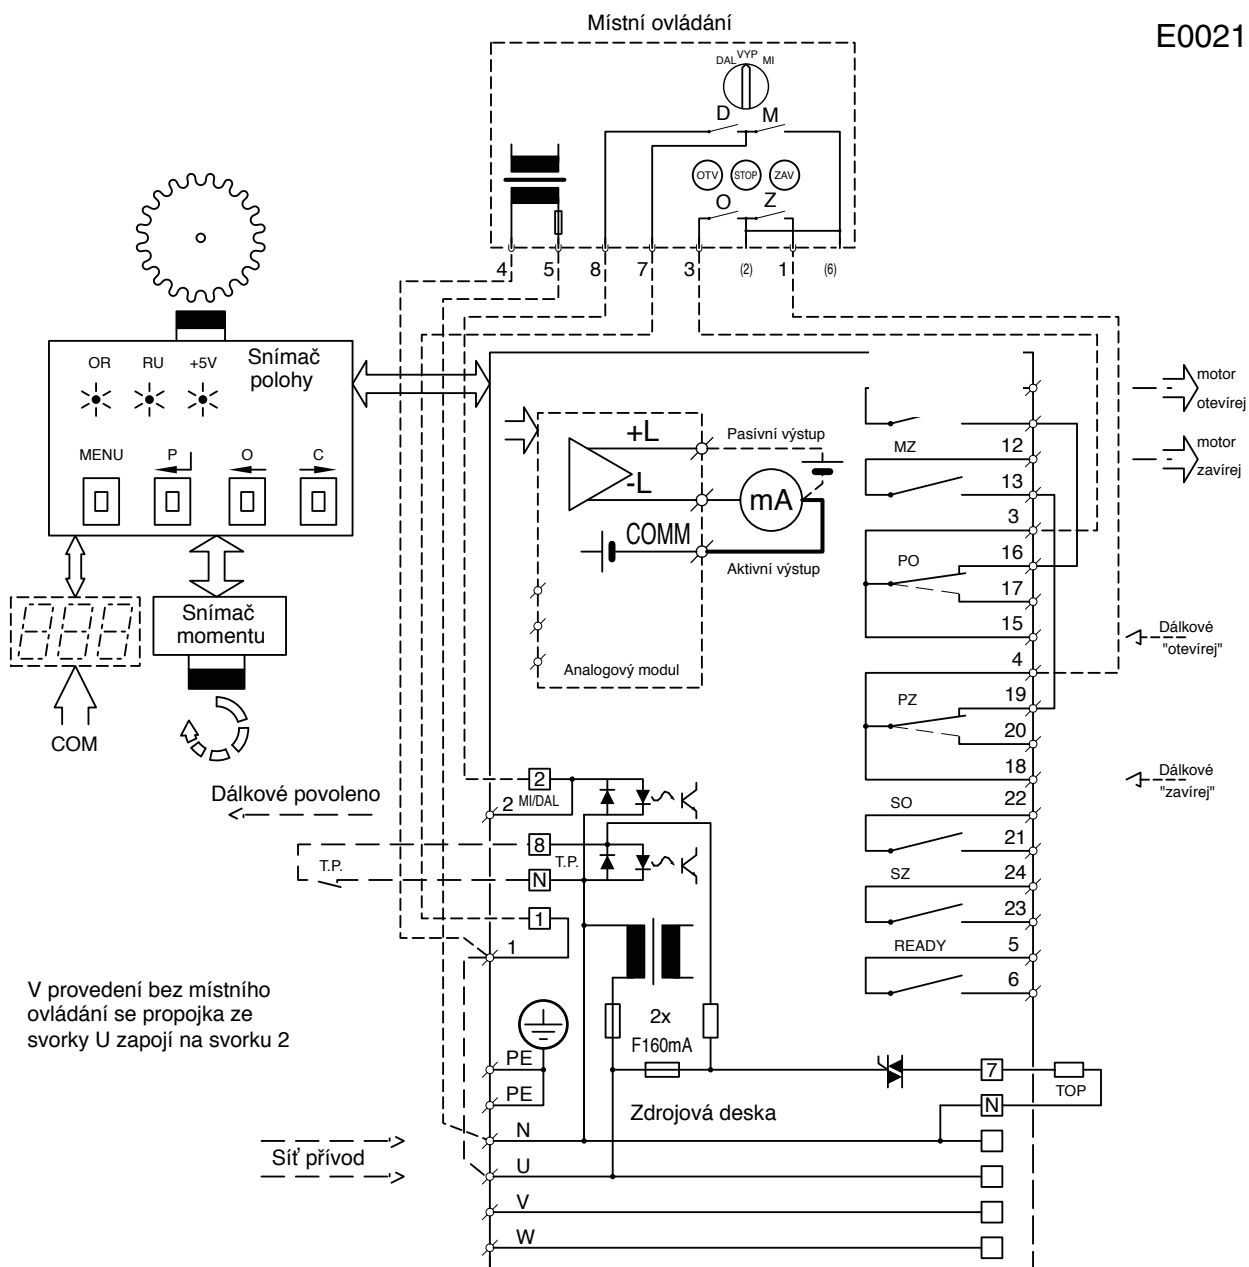 Místní ovládání
E0021
DAL VYP MI
D M
OTV STOP ZAV
O Z
4 5 8 7 3 (2) 1 (6)
OR RU +5V
Snímač
polohy
MENU P O C
Snímač
momentu
COM
+L
-L
COMM
Pasívní výstup
mA
Aktivní výstup
Analogový modul
MZ 12
13
3
PO 16
17
15
4
PZ 19
20
18
SO 22
21
SZ 24
23
READY 5
6
motor
otevírej
motor
zavírej
Dálkové
"otevírej"
Dálkové
"zavírej"
Dálkové povoleno
2
2 MI/DAL
8
T.P. T.P.
N
1
1
V provedení bez místního
ovládání se propojka ze
svorky U zapojí na svorku 2
2x
F160mA
PE
PE
7
TOP
N
Zdrojová deska
Síť přívod
N
U
V
W